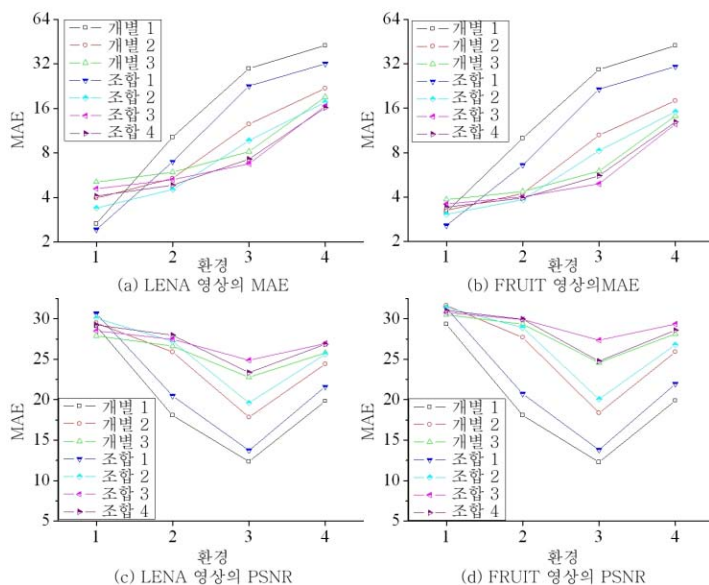 64
32
16
8
4
2
MAE
개별 1
개별 2
개별 3
조합 1
조합 2
조합 3
조합 4
1 2 3 4
환경
(a) LENA 영상의 MAE
64
32
16
8
4
2
MAE
개별 1
개별 2
개별 3
조합 1
조합 2
조합 3
조합 4
1 2 3 4
환경
(b) FRUIT 영상의MAE
30
25
20
15
10
5
MAE
개별 1
개별 2
개별 3
조합 1
조합 2
조합 3
조합 4
1 2 3 4
환경
(c) LENA 영상의 PSNR
30
25
20
15
10
5
MAE
개별 1
개별 2
개별 3
조합 1
조합 2
조합 3
조합 4
1 2 3 4
환경
(d) FRUIT 영상의 PSNR